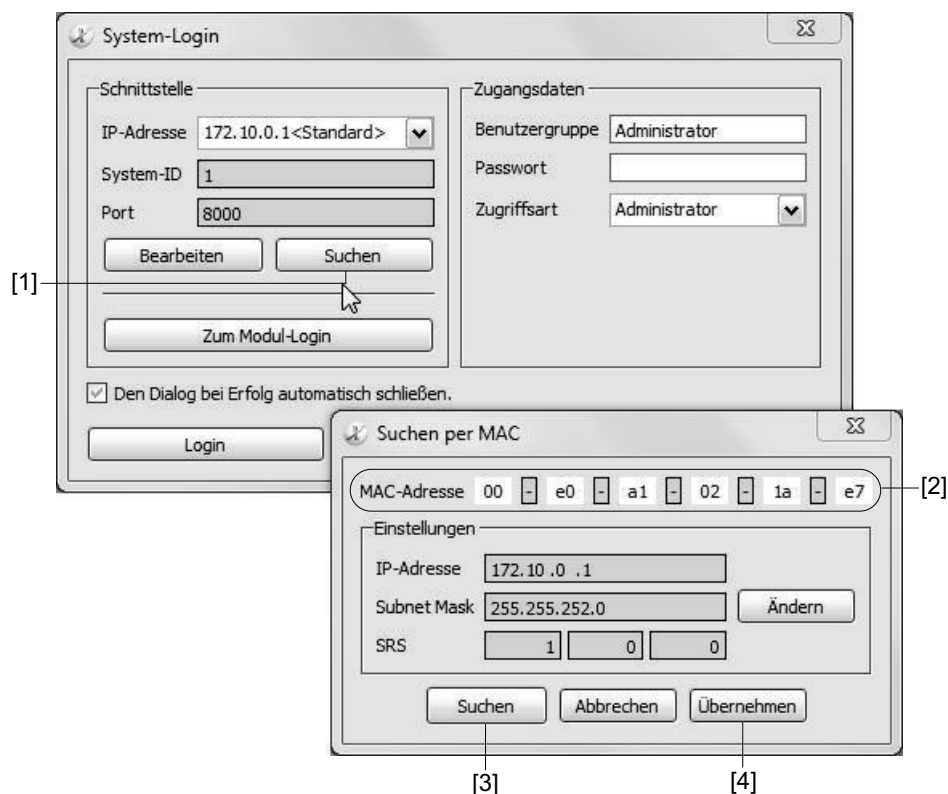 System-Login
Schnittstelle
IP-Adresse 172.10.0.1<Standard>
System-ID 1
Port 8000
Bearbeiten Suchen
[1]
Zum Modul-Login
Zugangsdaten
Benutzergruppe Administrator
Passwort
Zugriffsart Administrator
Den Dialog bei Erfolg automatisch schließen.
Login
Suchen per MAC
MAC-Adresse 00 - e0 - a1 - 02 - 1a - e7
[2]
Einstellungen
IP-Adresse 172.10 .0 .1
Subnet Mask 255.255.252.0
Ändern
SRS 1 0 0
Suchen Abbrechen Übernehmen
[3] [4]